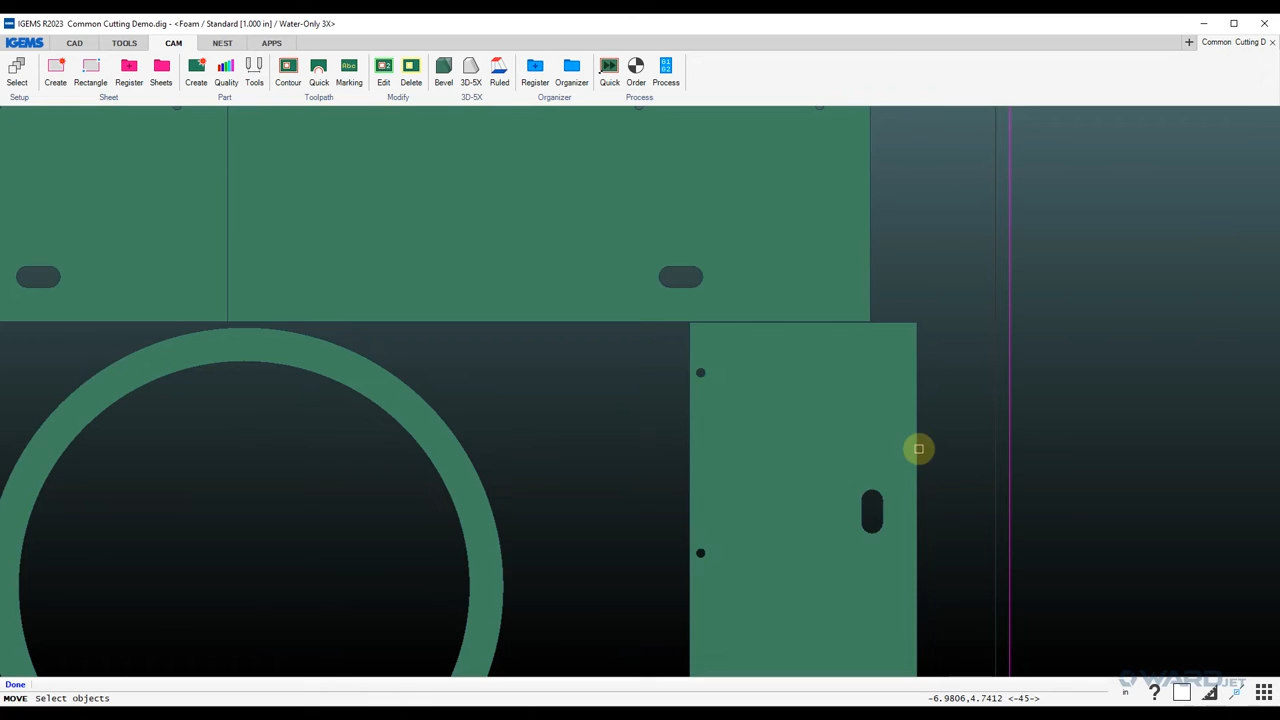 IGEMS R2023 Common Cutting Demo.dig - <Foam / Standard [1.000 in] / Water-Only 3X>
IGEMS CAD TOOLS CAM NEST APPS + Common Cutting D
Select Create Rectangle Register Sheets Create Quality Tools Contour Quick Marking Edit Delete Bevel 3D-5X Ruled Register Organizer Quick Order Process
Setup Sheet Part Toolpath Modify 3D-5X Organizer Process
WARDJET
Done
MOVE Select objects -6.9806,4.7412 <-45-> in ?